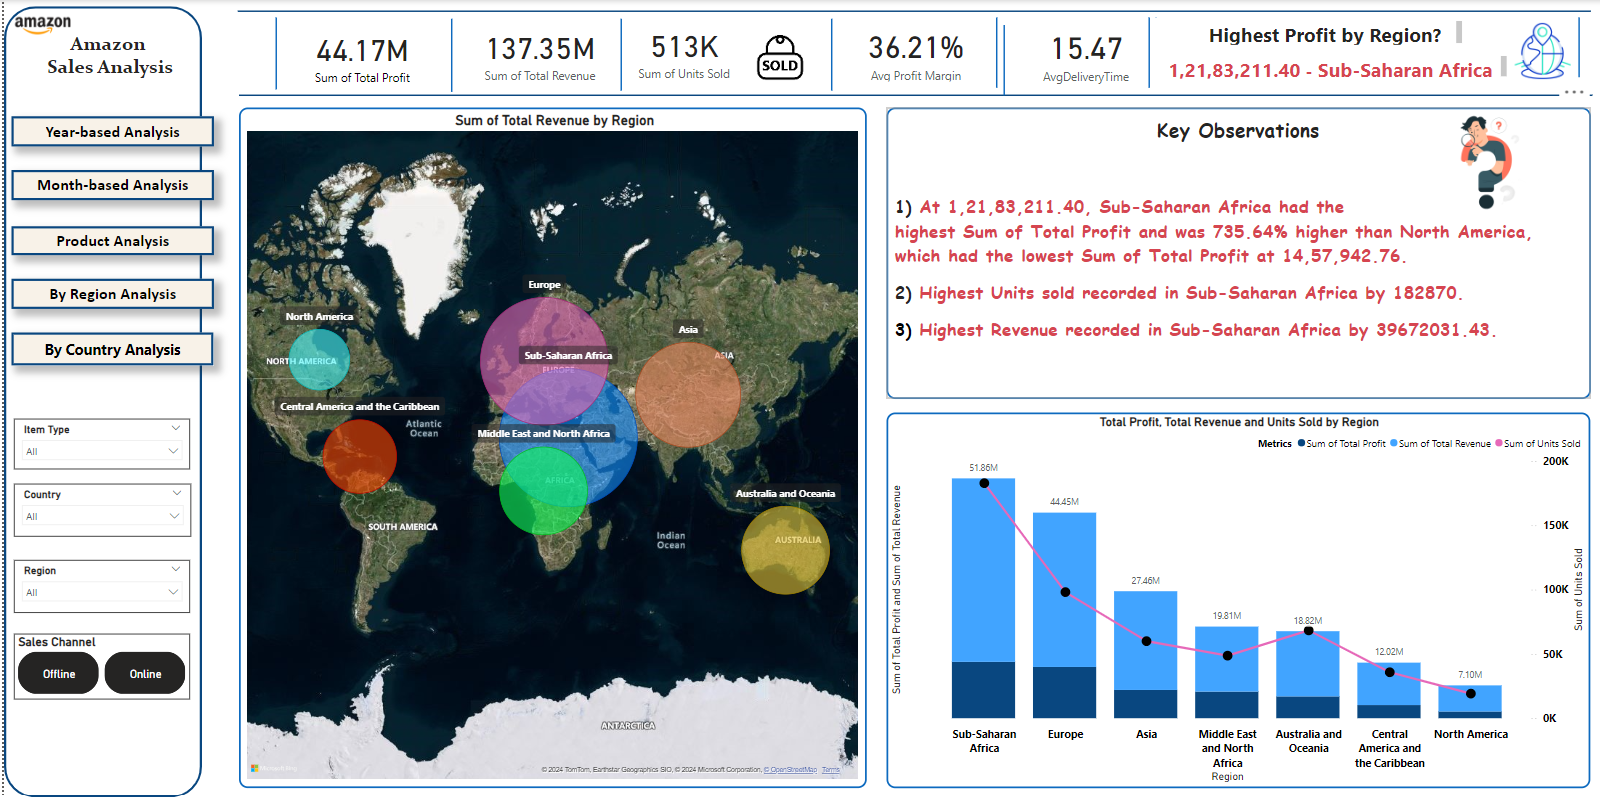 amazon
Amazon
Sales Analysis
Year-based Analysis
Month-based Analysis
Product Analysis
By Region Analysis
By Country Analysis
Item Type
All
Country
All
Region
All
Sales Channel
Offline
Online
44.17M
Sum of Total Profit
137.35M
Sum of Total Revenue
513K
Sum of Units Sold
SOLD
36.21%
Avg Profit Margin
15.47
AvgDeliveryTime
Highest Profit by Region?
1,21,83,211.40 - Sub-Saharan Africa
Sum of Total Revenue by Region
Europe
North America
NORTH AMERICA
Asia
ASIA
Sub-Saharan Africa
EUROPE
Central America and the Caribbean
Atlantic
Ocean
Middle East and North Africa
AFRICA
Australia and Oceania
SOUTH AMERICA
Indian
Ocean
AUSTRALIA
ANTARCTICA
© 2024 TomTom, Earthstar Geographics SIO, © 2024 Microsoft Corporation, © OpenStreetMap Terms
Key Observations
1) At 1,21,83,211.40, Sub-Saharan Africa had the
highest Sum of Total Profit and was 735.64% higher than North America,
which had the lowest Sum of Total Profit at 14,57,942.76.
2) Highest Units sold recorded in Sub-Saharan Africa by 182870.
3) Highest Revenue recorded in Sub-Saharan Africa by 39672031.43.
Total Profit, Total Revenue and Units Sold by Region
Metrics Sum of Total Profit Sum of Total Revenue Sum of Units Sold
Sum of Total Profit and Sum of Total Revenue
51.86M
44.45M
27.46M
19.81M
18.82M
12.02M
7.10M
200K
150K
100K
50K
0K
Sum of Units Sold
Sub-Saharan
Africa
Europe
Asia
Middle East
and North
Africa
Australia and
Oceania
Central
America and
the Caribbean
North America
Region